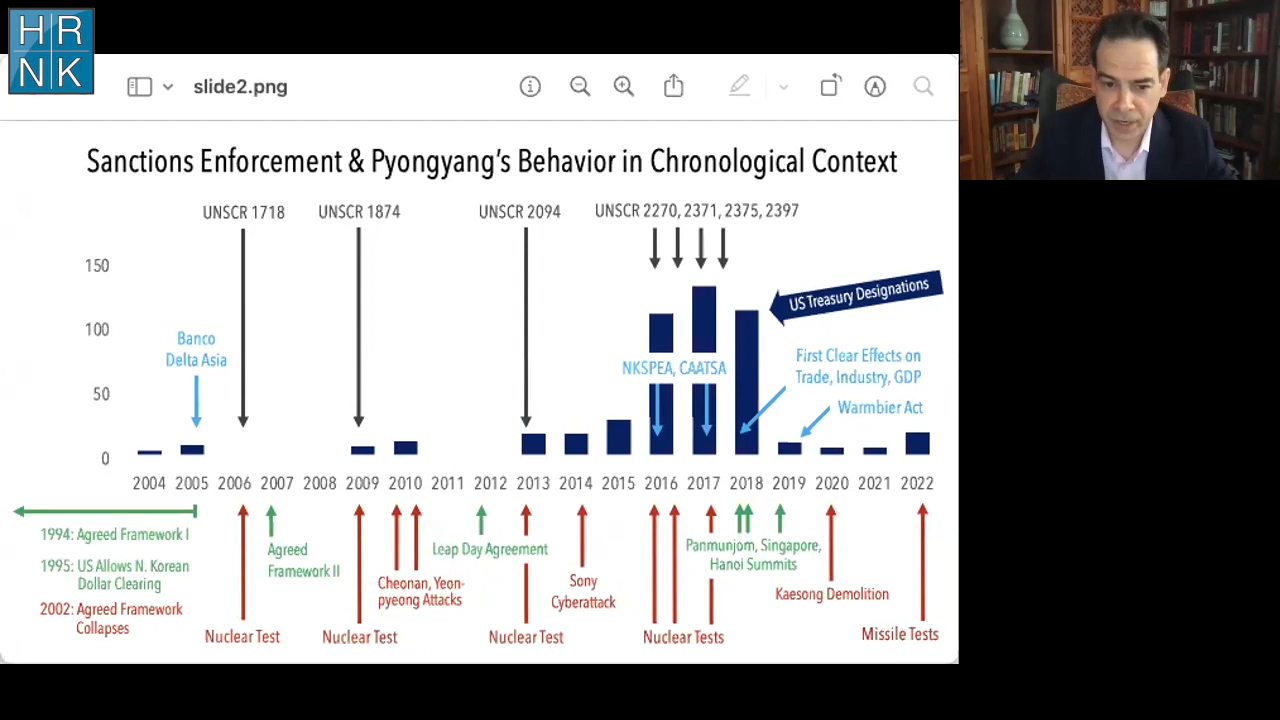 HR
NK
slide2.png
Sanctions Enforcement & Pyongyang's Behavior in Chronological Context
UNSCR 1718
UNSCR 1874
UNSCR 2094
UNSCR 2270, 2371, 2375, 2397
150
100
50
0
US Treasury Designations
Banco
Delta Asia
NKSPEA, CAATSA
First Clear Effects on
Trade, Industry, GDP
Warmbier Act
2004 2005 2006 2007 2008 2009 2010 2011 2012 2013 2014 2015 2016 2017 2018 2019 2020 2021 2022
1994: Agreed Framework I
1995: US Allows N. Korean
Dollar Clearing
2002: Agreed Framework
Collapses
Nuclear Test
Agreed
Framework II
Nuclear Test
Cheonan, Yeon-
pyeong Attacks
Leap Day Agreement
Nuclear Test
Sony
Cyberattack
Nuclear Tests
Panmunjom, Singapore,
Hanoi Summits
Kaesong Demolition
Missile Tests